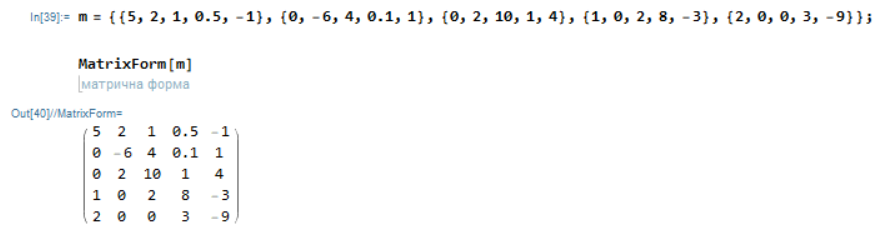 In[39]:= m = {{5, 2, 1, 0.5, -1}, {0, -6, 4, 0.1, 1}, {0, 2, 10, 1, 4}, {1, 0, 2, 8, -3}, {2, 0, 0, 3, -9}};
MatrixForm[m]
матрична форма
Out[40]//MatrixForm=
5 2 1 0.5 -1
0 -6 4 0.1 1
0 2 10 1 4
1 0 2 8 -3
2 0 0 3 -9